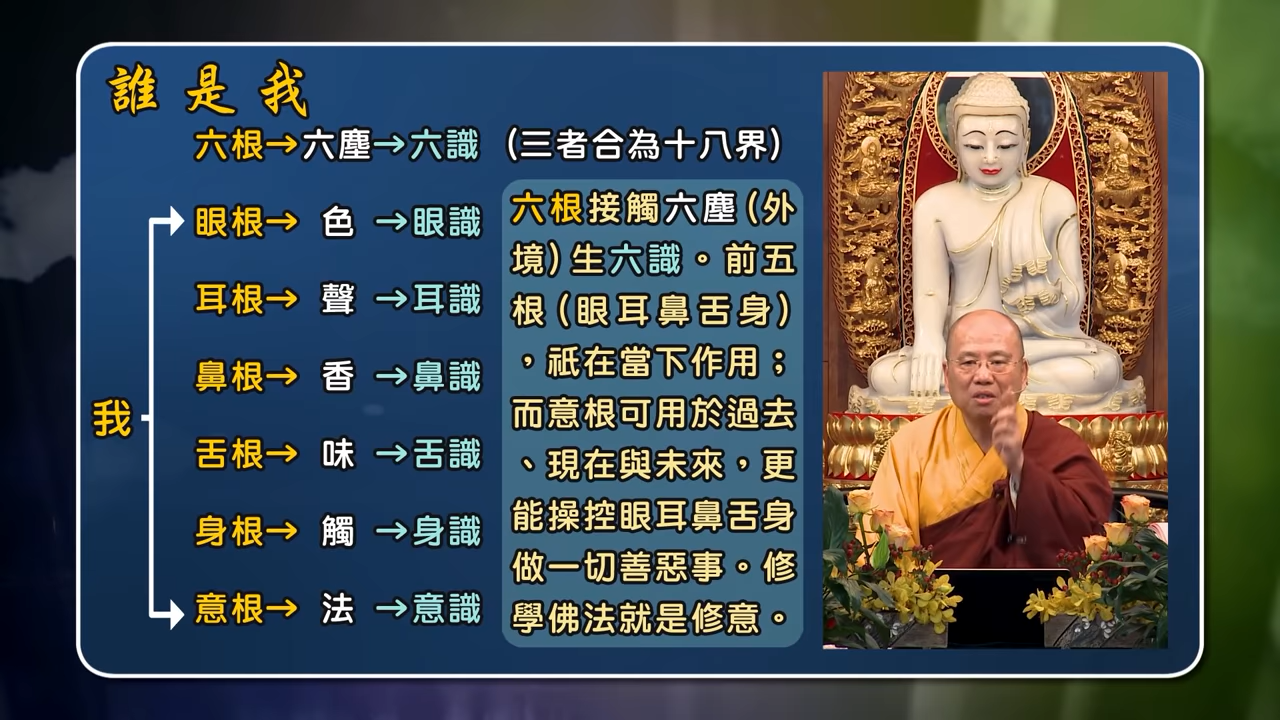 誰是我
六根→六塵→六識 (三者合為十八界)
眼根→ 色 →眼識
耳根→ 聲 →耳識
鼻根→ 香 →鼻識
我
舌根→ 味 →舌識
身根→ 觸 →身識
意根→ 法 →意識
六根接觸六塵(外
境)生六識。前五
根(眼耳鼻舌身)
，祇在當下作用；
而意根可用於過去
、現在與未來，更
能操控眼耳鼻舌身
做一切善惡事。修
學佛法就是修意。